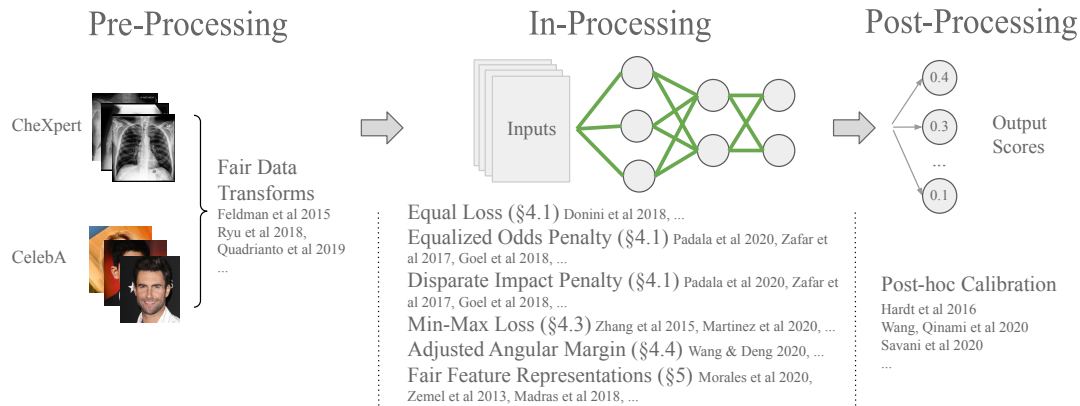 Pre-Processing
In-Processing
Post-Processing
CheXpert
CelebA
Fair Data
Transforms
Feldman et al 2015
Ryu et al 2018,
Quadrianto et al 2019
...
Inputs
Equal Loss (§4.1) Donini et al 2018, ...
Equalized Odds Penalty (§4.1) Padala et al 2020, Zafar et
al 2017, Goel et al 2018, ...
Disparate Impact Penalty (§4.1) Padala et al 2020, Zafar et
al 2017, Goel et al 2018, ...
Min-Max Loss (§4.3) Zhang et al 2015, Martinez et al 2020, ...
Adjusted Angular Margin (§4.4) Wang & Deng 2020, ...
Fair Feature Representations (§5) Morales et al 2020,
Zemel et al 2013, Madras et al 2018, ...
0.4
0.3
...
0.1
Output
Scores
Post-hoc Calibration
Hardt et al 2016
Wang, Qinami et al 2020
Savani et al 2020
...